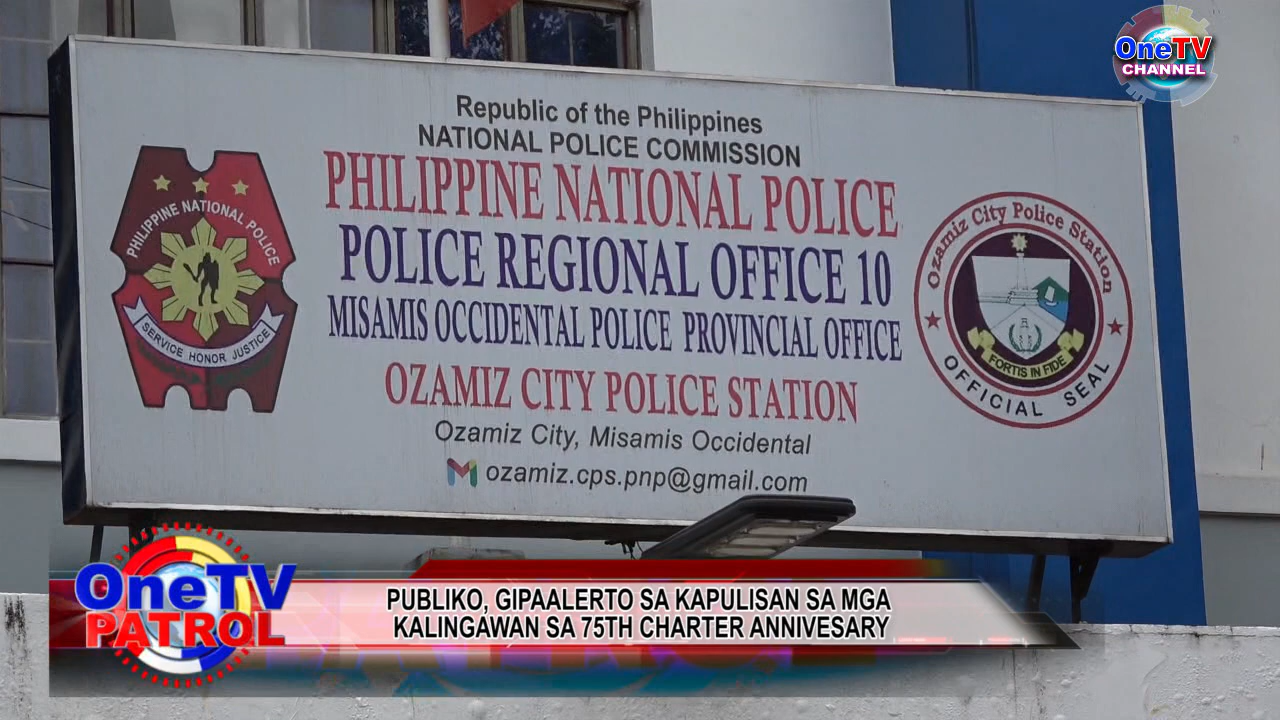 OneTV
CHANNEL
Republic of the Philippines
NATIONAL POLICE COMMISSION
PHILIPPINE NATIONAL POLICE
POLICE REGIONAL OFFICE 10
MISAMIS OCCIDENTAL POLICE PROVINCIAL OFFICE
OZAMIZ CITY POLICE STATION
Ozamiz City, Misamis Occidental
ozamiz.cps.pnp@gmail.com
PHILIPPINE NATIONAL POLICE
SERVICE HONOR JUSTICE
Ozamiz City Police Station
FORTIS IN FIDE
OFFICIAL SEAL
OneTV
PATROL
PUBLIKO, GIPAALERTO SA KAPULISAN SA MGA
KALINGAWAN SA 75TH CHARTER ANNIVESARY